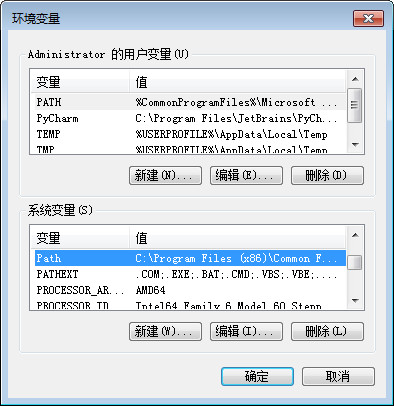 环境变量
Administrator 的用户变量(U)
变量 值
PATH %CommonProgramFiles%\Microsoft ...
PyCharm C:\Program Files\JetBrains\PyCh...
TEMP %USERPROFILE%\AppData\Local\Temp
TMP %USERPROFILE%\AppData\Local\Temp
新建(N)... 编辑(E)... 删除(D)
系统变量(S)
变量 值
Path C:\Program Files (x86)\Common F...
PATHEXT .COM;.EXE;.BAT;.CMD;.VBS;.VBE;....
PROCESSOR_AR... AMD64
PROCESSOR_ID Intel64 Family 6 Model 60 Stepp
新建(W)... 编辑(I)... 删除(L)
确定 取消